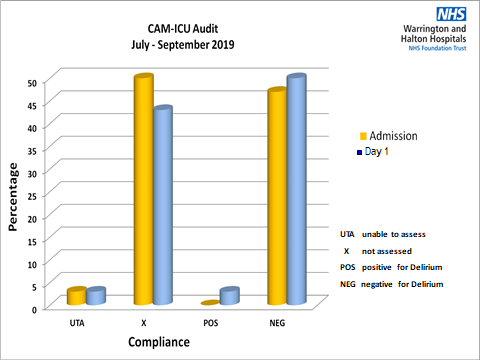 CAM-ICU Audit
July - September 2019
NHS
Warrington and
Halton Hospitals
NHS Foundation Trust
50
45
40
35
30
25
20
15
10
5
0
Percentage
UTA X POS NEG
Compliance
Admission
Day 1
UTA unable to assess
X not assessed
POS positive for Delirium
NEG negative for Delirium